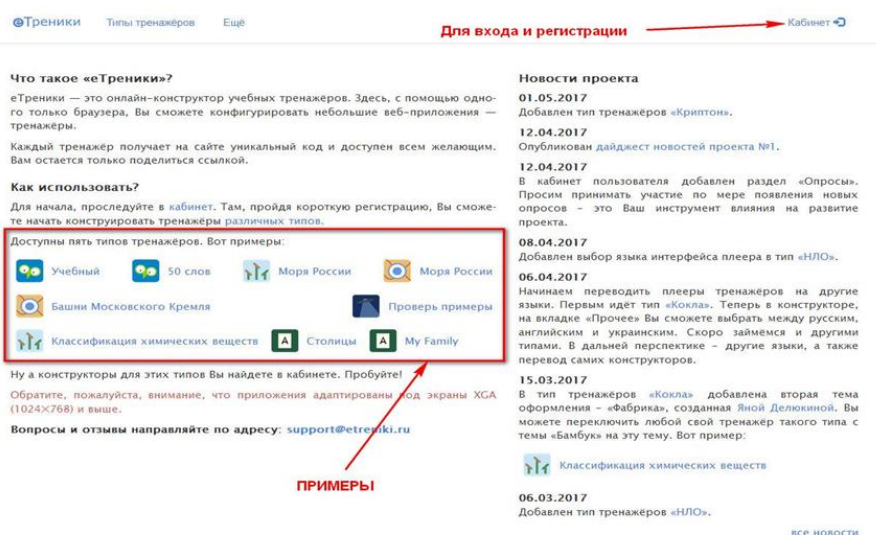 еТреники Типы тренажёров Ещё
Для входа и регистрации
Кабинет
Что такое «еТреники»?
еТреники — это онлайн-конструктор учебных тренажёров. Здесь, с помощью одно-
го только браузера, Вы сможете конфигурировать небольшие веб-приложения —
тренажёры.
Каждый тренажёр получает на сайте уникальный код и доступен всем желающим.
Вам остается только поделиться ссылкой.
Как использовать?
Для начала, проследуйте в кабинет. Там, пройдя короткую регистрацию, Вы сможе-
те начать конструировать тренажёры различных типов.
Доступны пять типов тренажёров. Вот примеры:
Учебный 50 слов Моря России Моря России
Башни Московского Кремля Проверь примеры
Классификация химических веществ A Столицы A My Family
Ну а конструкторы для этих типов Вы найдете в кабинете. Пробуйте!
Обратите, пожалуйста, внимание, что приложения адаптированы под экраны XGA
(1024×768) и выше.
Вопросы и отзывы направляйте по адресу: support@etreniki.ru
ПРИМЕРЫ
Новости проекта
01.05.2017
Добавлен тип тренажёров «Криптон».
12.04.2017
Опубликован дайджест новостей проекта №1.
12.04.2017
В кабинет пользователя добавлен раздел «Опросы».
Просим принимать участие по мере появления новых
опросов - это Ваш инструмент влияния на развитие
проекта.
08.04.2017
Добавлен выбор языка интерфейса плеера в тип «НЛО».
06.04.2017
Начинаем переводить плееры тренажёров на другие
языки. Первым идёт тип «Кокла». Теперь в конструкторе,
на вкладке «Прочее» Вы сможете выбрать между русским,
английским и украинским. Скоро займёмся и другими
типами. В дальней перспективе - другие языки, а также
перевод самих конструкторов.
15.03.2017
В тип тренажёров «Кокла» добавлена вторая тема
оформления - «Фабрика», созданная Яной Делюкиной. Вы
можете переключить любой свой тренажёр такого типа с
темы «Бамбук» на эту тему. Вот пример:
Классификация химических веществ
06.03.2017
Добавлен тип тренажёров «НЛО».
все новости